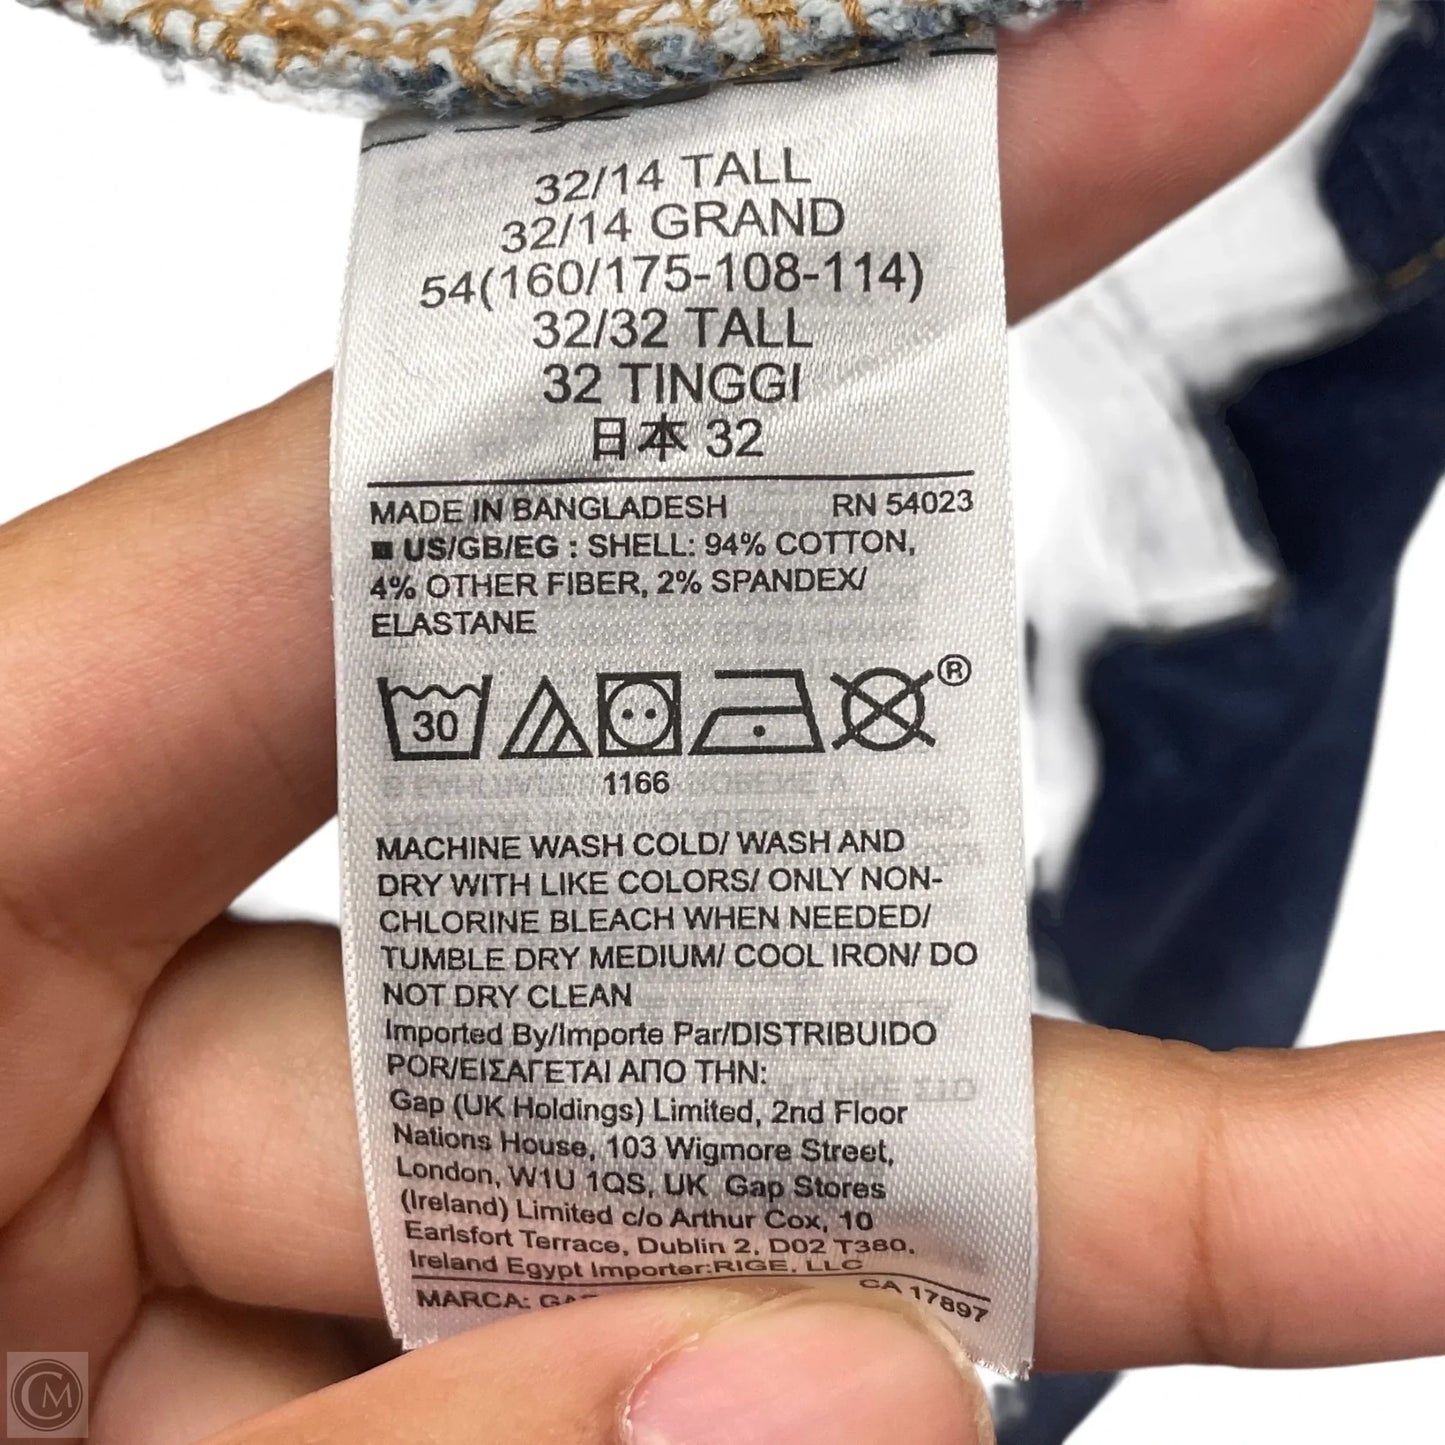 32/14 TALL
32/14 GRAND
54(160/175-108-114)
32/32 TALL
32 TINGGI
日本 32
MADE IN BANGLADESH RN 54023
■ US/GB/EG : SHELL: 94% COTTON,
4% OTHER FIBER, 2% SPANDEX/
ELASTANE
30
®
1166
MACHINE WASH COLD/ WASH AND
DRY WITH LIKE COLORS/ ONLY NON-
CHLORINE BLEACH WHEN NEEDED/
TUMBLE DRY MEDIUM/ COOL IRON/ DO
NOT DRY CLEAN
Imported By/Importe Par/DISTRIBUIDO
POR/ΕΙΣΑΓΕΤΑΙ ΑΠΟ ΤΗΝ:
Gap (UK Holdings) Limited, 2nd Floor
Nations House, 103 Wigmore Street,
London, W1U 1QS, UK Gap Stores
(Ireland) Limited c/o Arthur Cox, 10
Earlsfort Terrace, Dublin 2, D02 T380,
Ireland Egypt Importer:RIGE, LLC
MARCA: CA 17897
CM